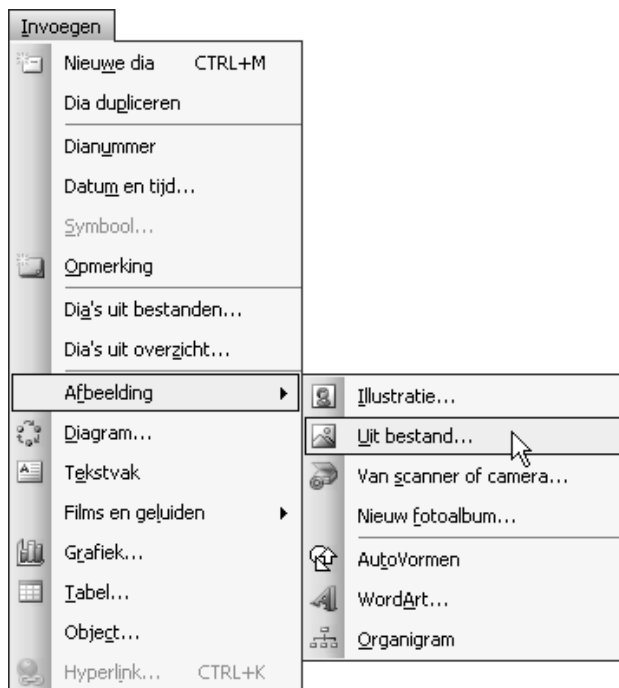 Invoegen
Nieuwe dia CTRL+M
Dia dupliceren
Dianummer
Datum en tijd...
Symbool...
Opmerking
Dia's uit bestanden...
Dia's uit overzicht...
Afbeelding
Diagram...
Tekstvak
Films en geluiden
Grafiek...
Tabel...
Object...
Hyperlink... CTRL+K
Illustratie...
Uit bestand...
Van scanner of camera...
Nieuw fotoalbum...
AutoVormen
WordArt...
Organigram